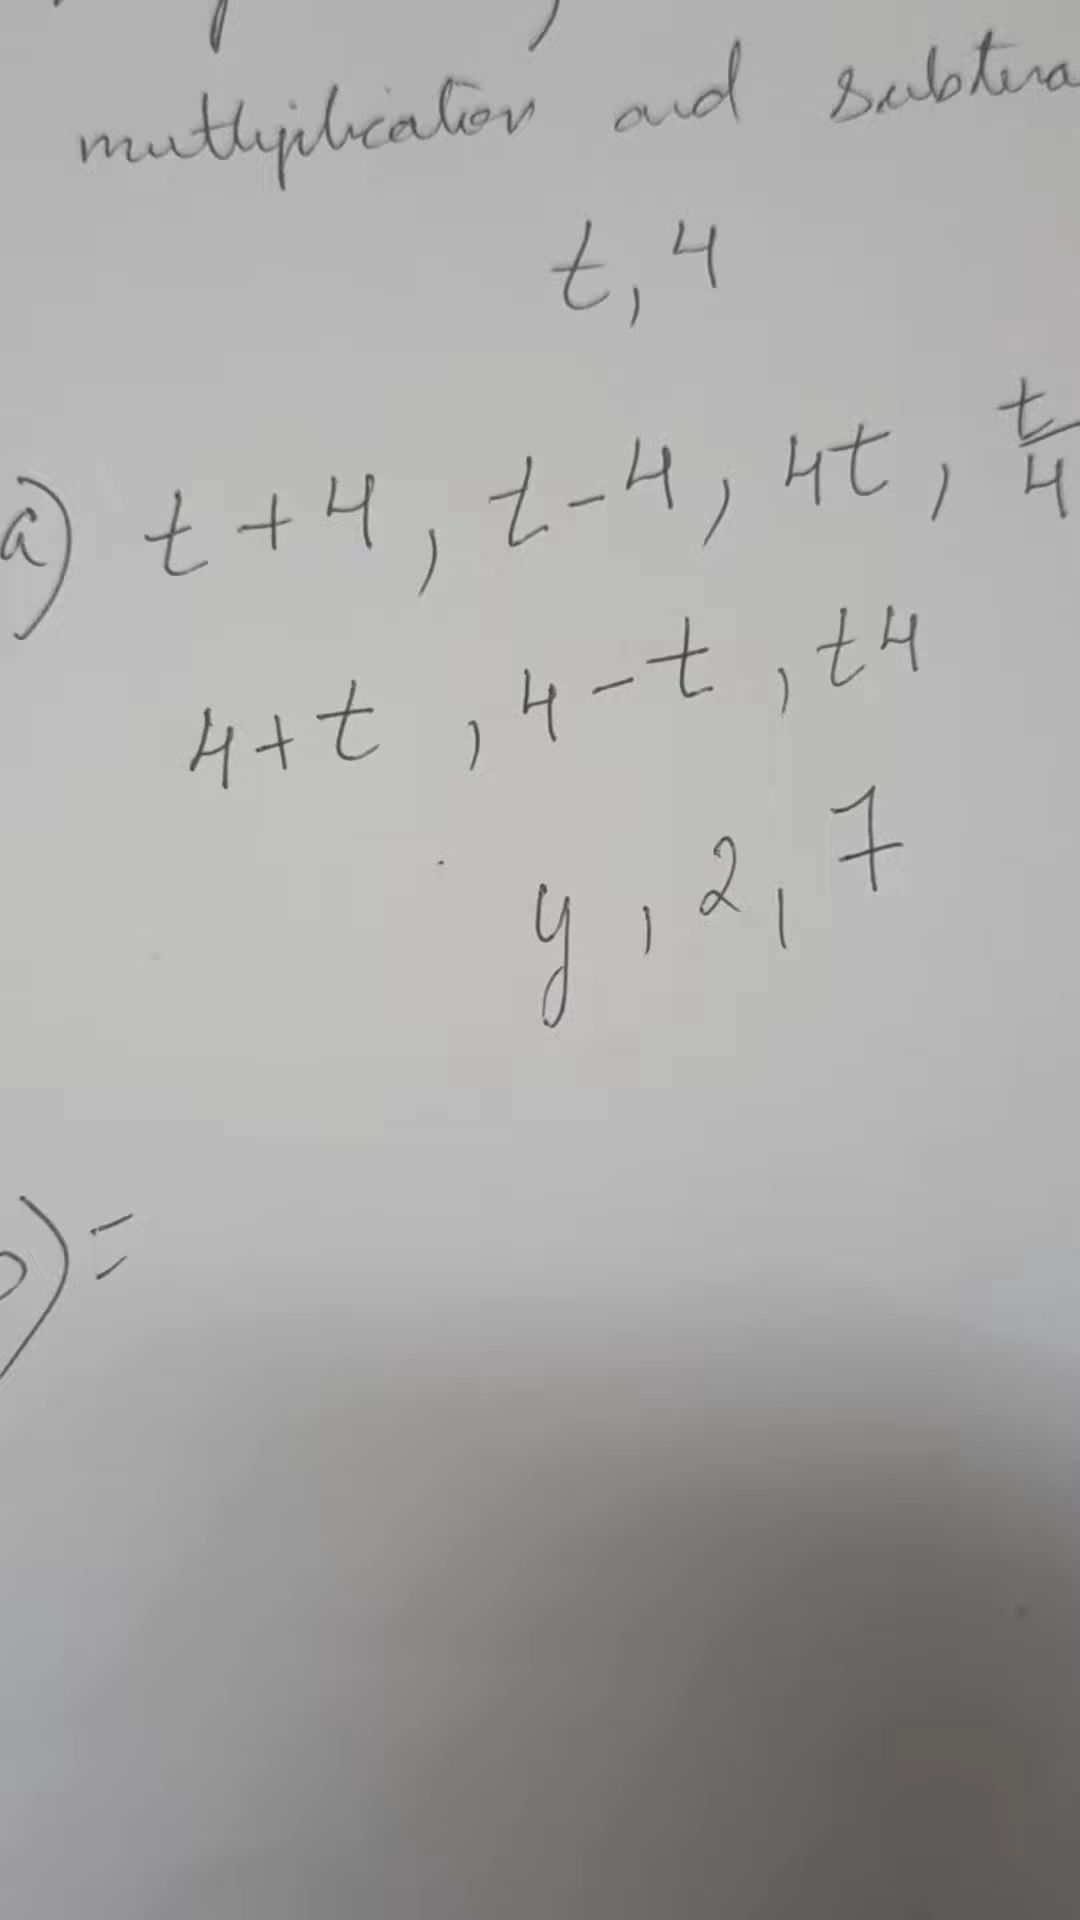 multiplication and subtra
t, 4
a) t + 4, t - 4, 4t, t/4
4 + t, 4 - t, t4
y, 2, 7
) =